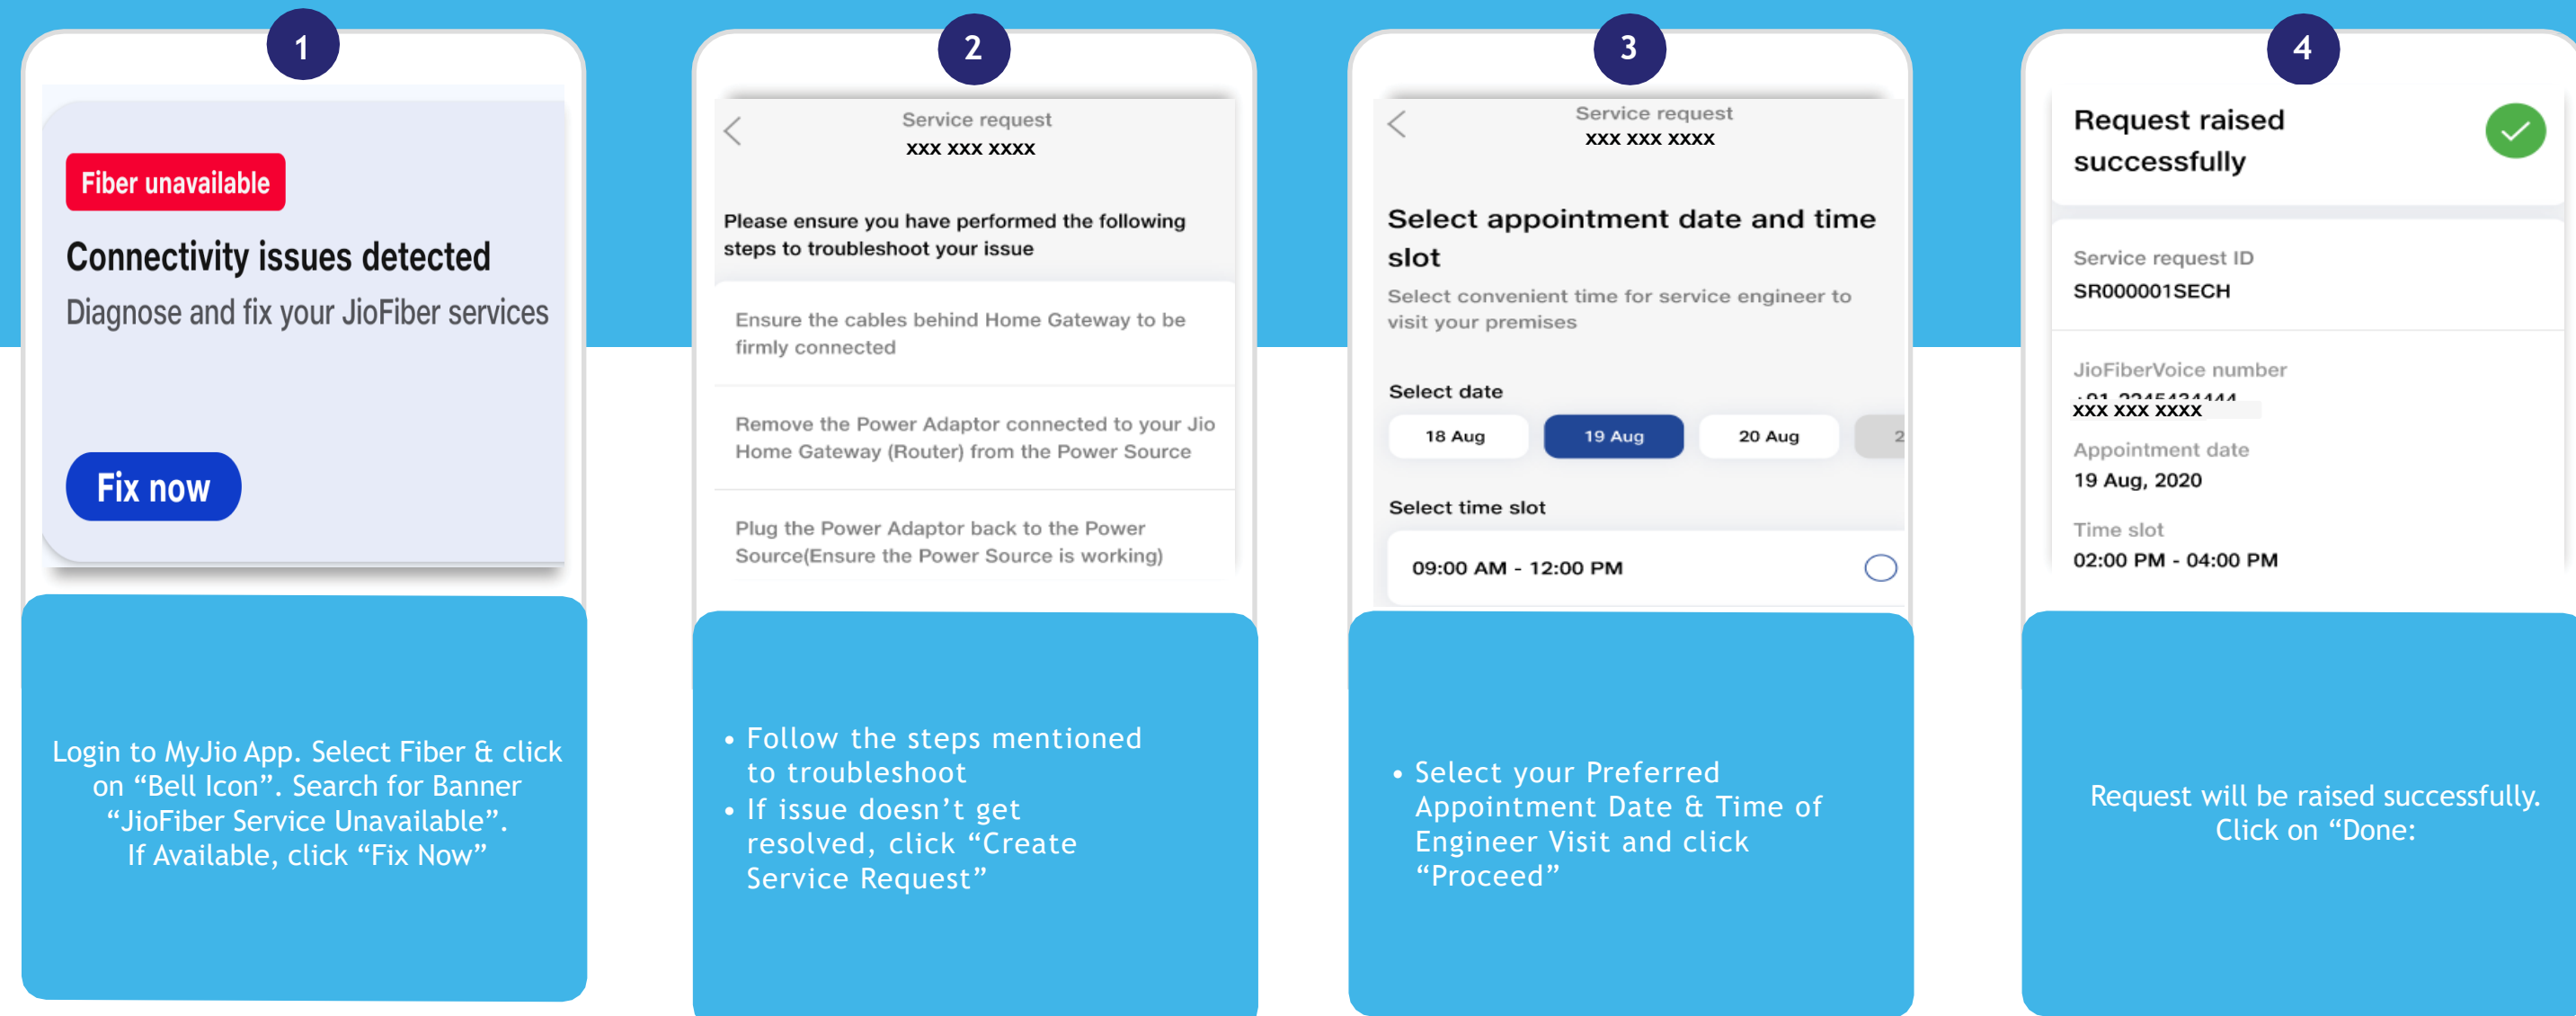 1
Fiber unavailable
Connectivity issues detected
Diagnose and fix your JioFiber services
Fix now
Login to MyJio App. Select Fiber & click
on “Bell Icon”. Search for Banner
“JioFiber Service Unavailable”.
If Available, click “Fix Now”
2
Service request
xxx xxx xxxx
Please ensure you have performed the following
steps to troubleshoot your issue
Ensure the cables behind Home Gateway to be
firmly connected
Remove the Power Adaptor connected to your Jio
Home Gateway (Router) from the Power Source
Plug the Power Adaptor back to the Power
Source(Ensure the Power Source is working)
• Follow the steps mentioned
to troubleshoot
• If issue doesn’t get
resolved, click “Create
Service Request”
3
Service request
xxx xxx xxxx
Select appointment date and time
slot
Select convenient time for service engineer to
visit your premises
Select date
18 Aug 19 Aug 20 Aug
Select time slot
09:00 AM - 12:00 PM
• Select your Preferred
Appointment Date & Time of
Engineer Visit and click
“Proceed”
4
Request raised
successfully
Service request ID
SR000001SECH
JioFiberVoice number
xxx xxx xxxx
Appointment date
19 Aug, 2020
Time slot
02:00 PM - 04:00 PM
Request will be raised successfully.
Click on “Done: